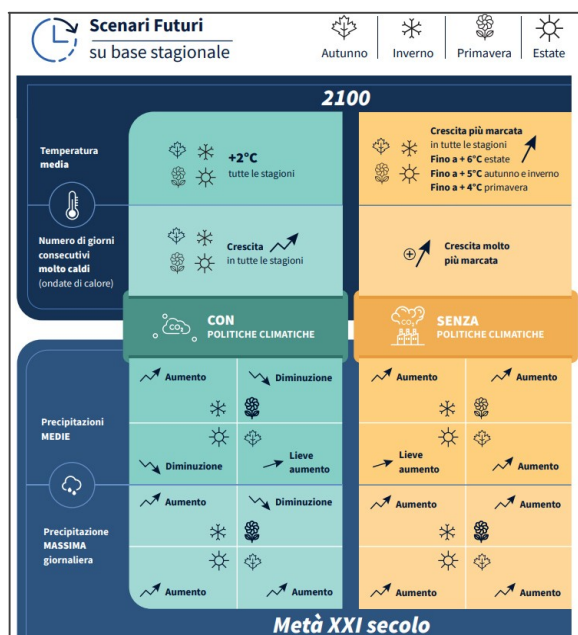 Scenari Futuri
su base stagionale
Autunno
Inverno
Primavera
Estate
2100
Temperatura
media
+2°C
tutte le stagioni
Crescita più marcata
in tutte le stagioni
Fino a + 6°C estate
Fino a + 5°C autunno e inverno
Fino a + 4°C primavera
Numero di giorni
consecutivi
molto caldi
(ondate di calore)
Crescita
in tutte le stagioni
Crescita molto
più marcata
CO₂
CON
POLITICHE CLIMATICHE
CO₂
SENZA
POLITICHE CLIMATICHE
Precipitazioni
MEDIE
Aumento
Diminuzione
Aumento
Aumento
Diminuzione
Lieve
aumento
Lieve
aumento
Aumento
Precipitazione
MASSIMA
giornaliera
Aumento
Diminuzione
Aumento
Aumento
Aumento
Aumento
Aumento
Aumento
Metà XXI secolo